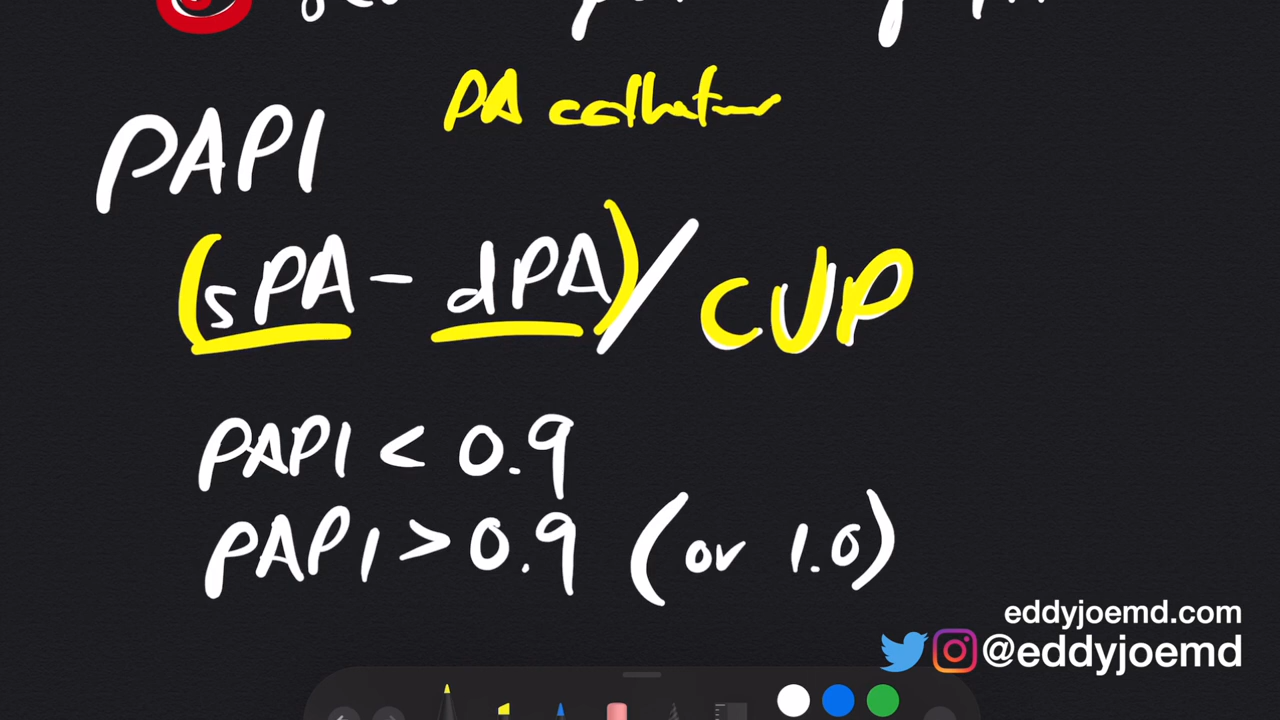 PA catheter
PAPI
(sPA - dPA)/CVP
PAPI < 0.9
PAPI > 0.9 (or 1.0)
eddyjoemd.com
@eddyjoemd